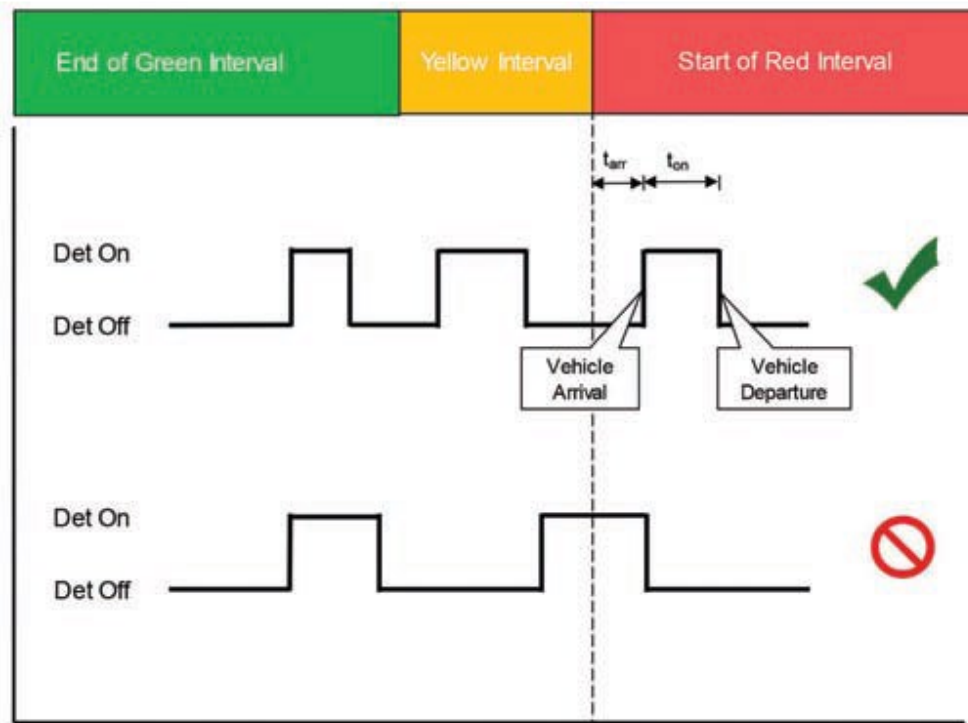 End of Green Interval
Yellow Interval
Start of Red Interval
tarr
ton
Det On
Det Off
Vehicle
Arrival
Vehicle
Departure
Det On
Det Off